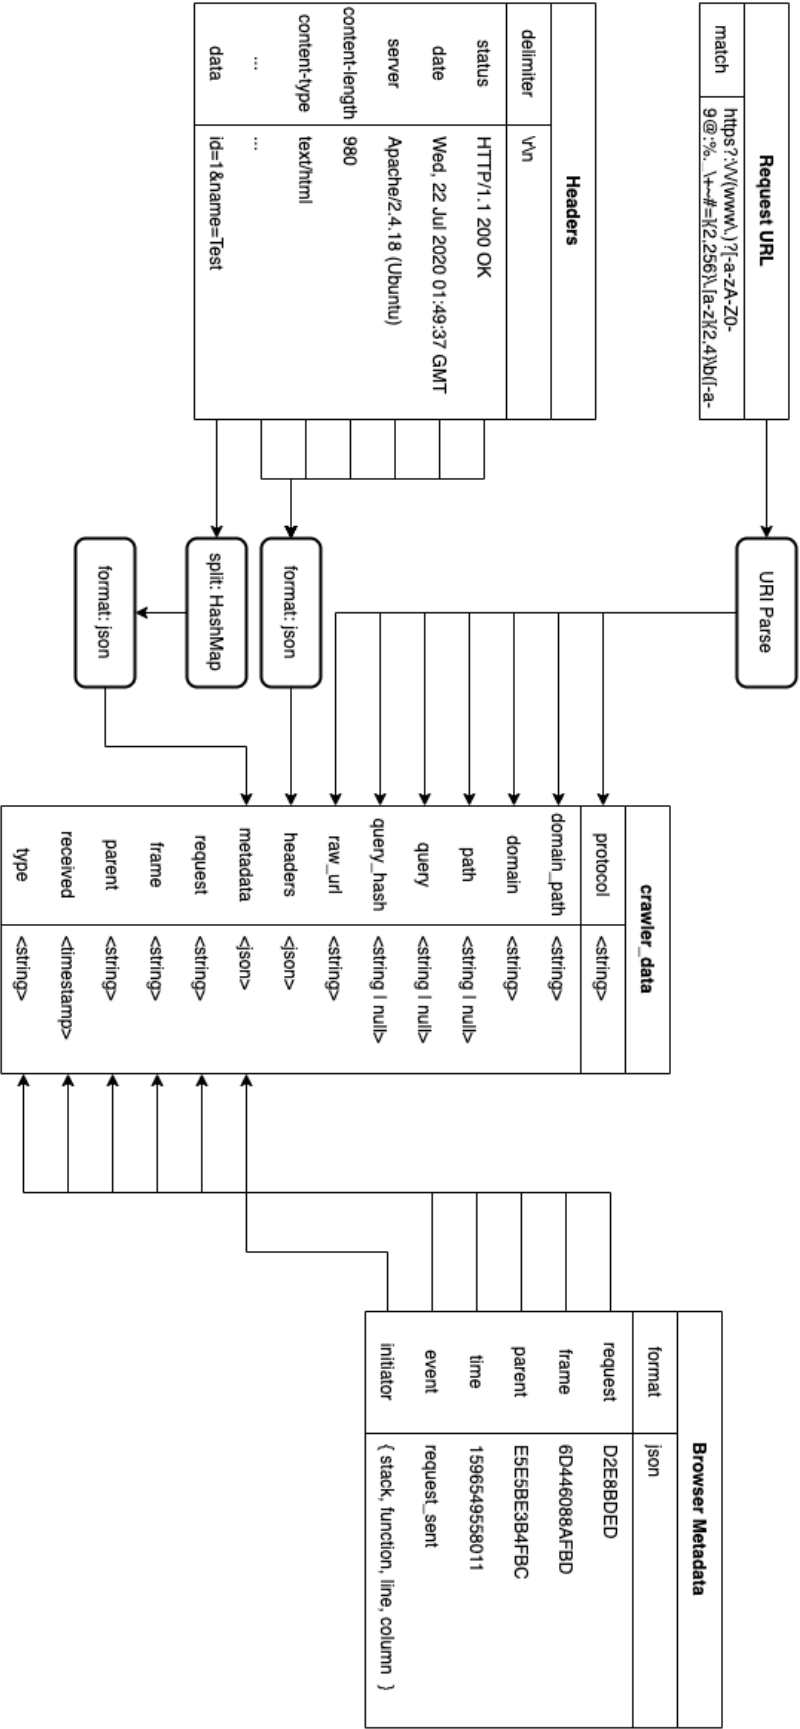 Request URL
match
https?:\/\/(www\.)?[-a-zA-Z0-
9@:%._\+~#=]{2,256}\.[a-z]{2,4}\b([-a-
URI Parse
Headers
delimiter \r\n
status HTTP/1.1 200 OK
date Wed, 22 Jul 2020 01:49:37 GMT
server Apache/2.4.18 (Ubuntu)
content-length 980
content-type text/html
... ...
data id=1&name=Test
format: json
split: HashMap
format: json
crawler_data
protocol <string>
domain_path <string>
domain <string>
path <string | null>
query <string | null>
query_hash <string | null>
raw_url <string>
headers <json>
metadata <json>
request <string>
frame <string>
parent <string>
received <timestamp>
type <string>
Browser Metadata
format json
request D2E8BDED
frame 6D446088AFBD
parent E5E5BE3B4FBC
time 1596549558011
event request_sent
initiator { stack, function, line, column }